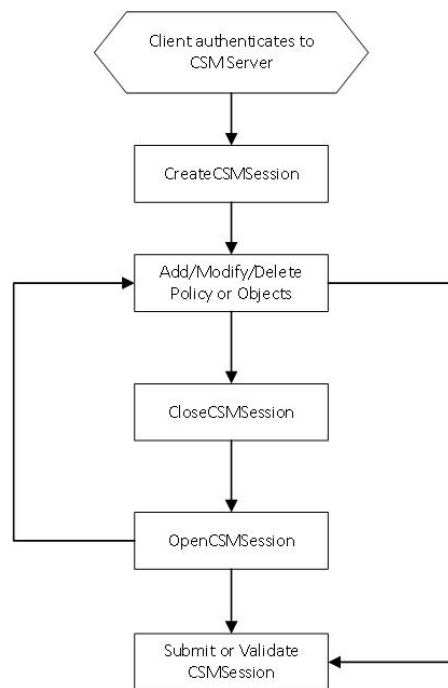 Client authenticates to
CSM Server
CreateCSMSession
Add/Modify/Delete
Policy or Objects
CloseCSMSession
OpenCSMSession
Submit or Validate
CSMSession